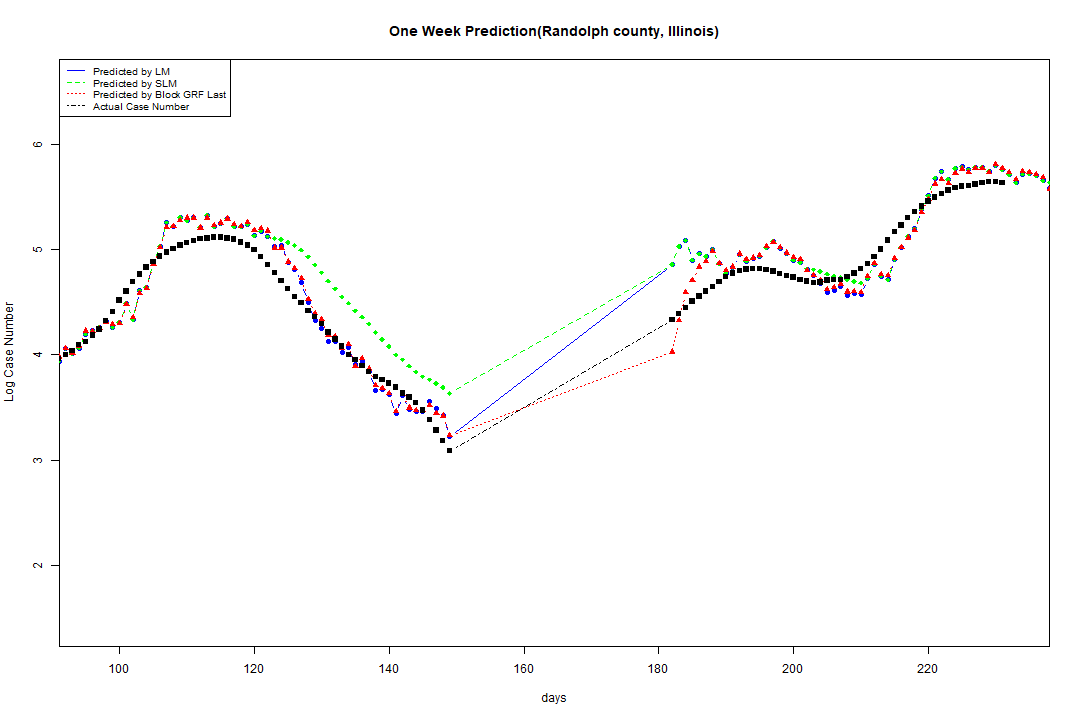 One Week Prediction(Randolph county, Illinois)
Predicted by LM
Predicted by SLM
Predicted by Block GRF Last
Actual Case Number
6
5
4
3
2
Log Case Number
100 120 140 160 180 200 220
days